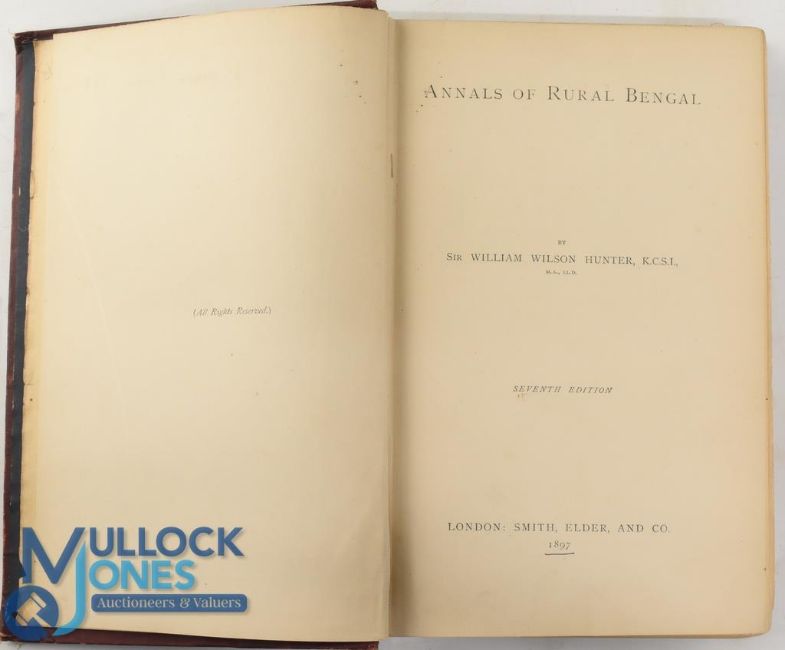 (All Rights Reserved.)
ANNALS OF RURAL BENGAL
BY
SIR WILLIAM WILSON HUNTER, K.C.S.I.,
M.A., LL.D.
SEVENTH EDITION
LONDON: SMITH, ELDER, AND CO.
1897
MULLOCK
JONES
Auctioneers & Valuers